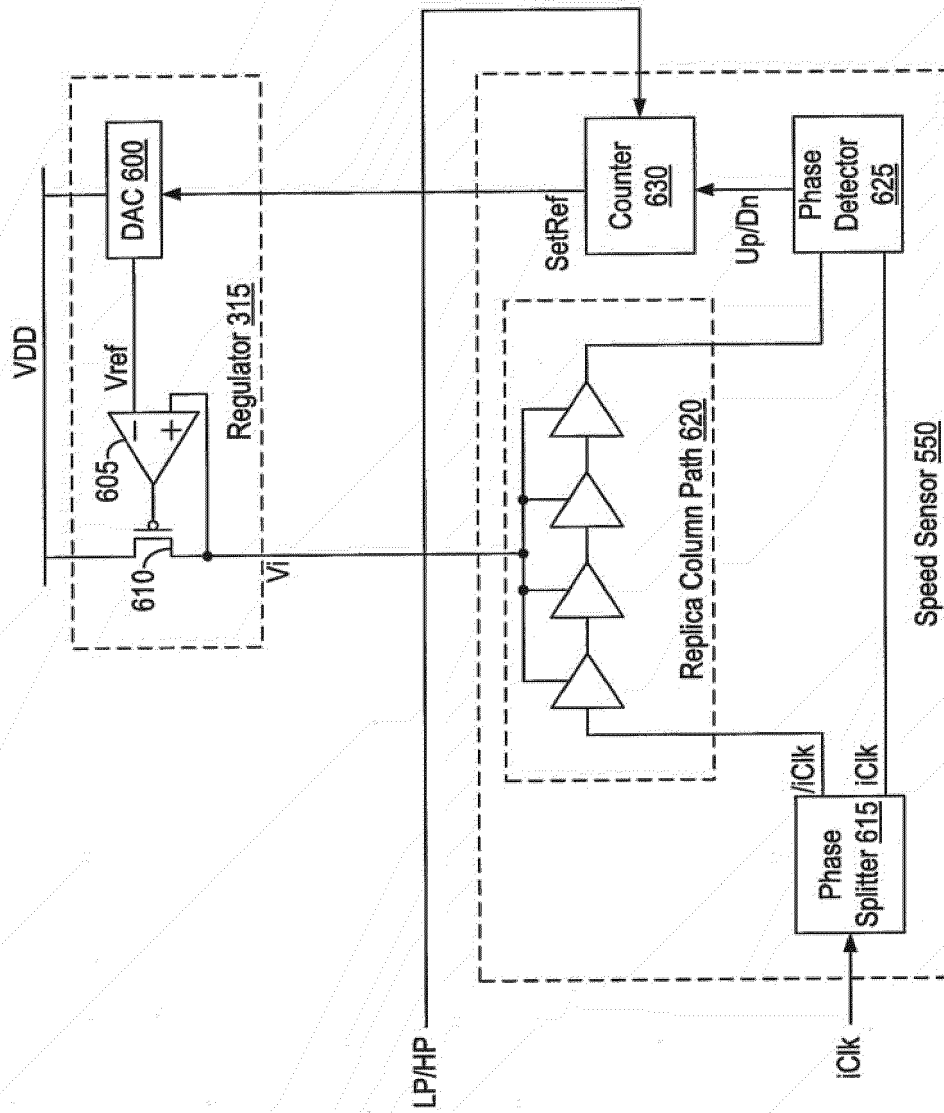 VDD
DAC 600
Vref
605
610
Regulator 315
Vi
LP/HP
SetRef
Counter
630
Up/Dn
Phase
Detector
625
Replica Column Path 620
/iClk
iClk
Phase
Splitter 615
iClk
Speed Sensor 550